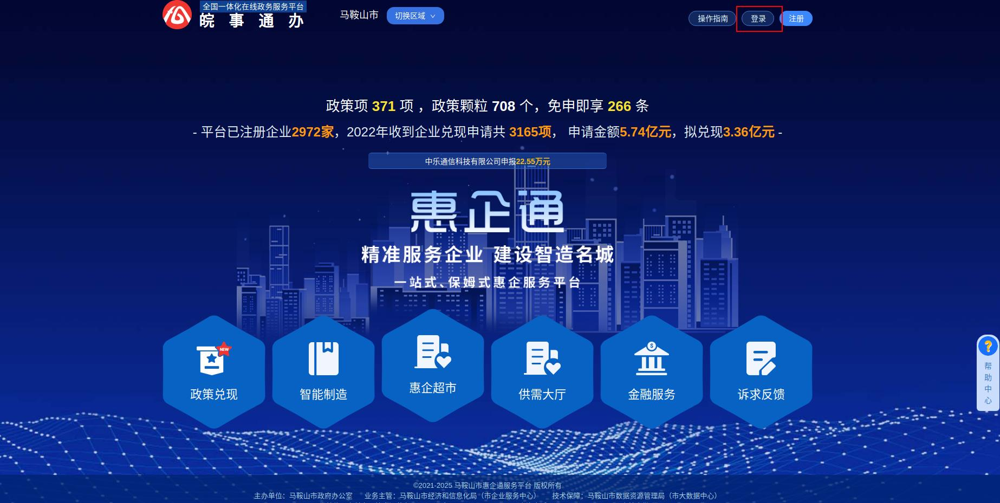 全国一体化在线政务服务平台
皖事通办
马鞍山市 切换区域
操作指南 登录 注册
政策项 371 项 ，政策颗粒 708 个，免申即享 266 条
- 平台已注册企业2972家，2022年收到企业兑现申请共 3165项， 申请金额5.74亿元，拟兑现3.36亿元 -
中乐通信科技有限公司申报22.55万元
惠企通
精准服务企业 建设智造名城
一站式、保姆式惠企服务平台
NEW
政策兑现 智能制造 惠企超市 供需大厅 金融服务 诉求反馈
帮助中心
©2021-2025 马鞍山市惠企通服务平台 版权所有
主办单位：马鞍山市政府办公室 业务主管：马鞍山市经济和信息化局（市企业服务中心） 技术保障：马鞍山市数据资源管理局（市大数据中心）